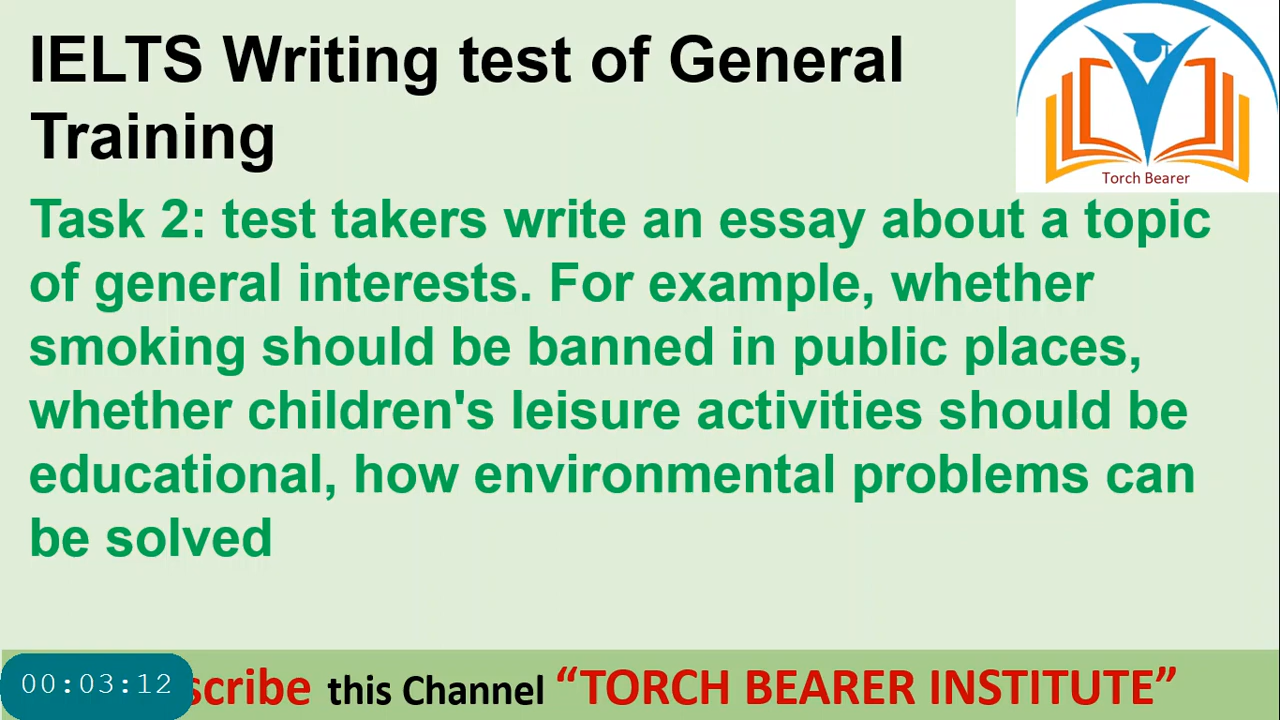 IELTS Writing test of General
Training
Torch Bearer
Task 2: test takers write an essay about a topic
of general interests. For example, whether
smoking should be banned in public places,
whether children's leisure activities should be
educational, how environmental problems can
be solved
00:03:12 scribe this Channel “TORCH BEARER INSTITUTE”